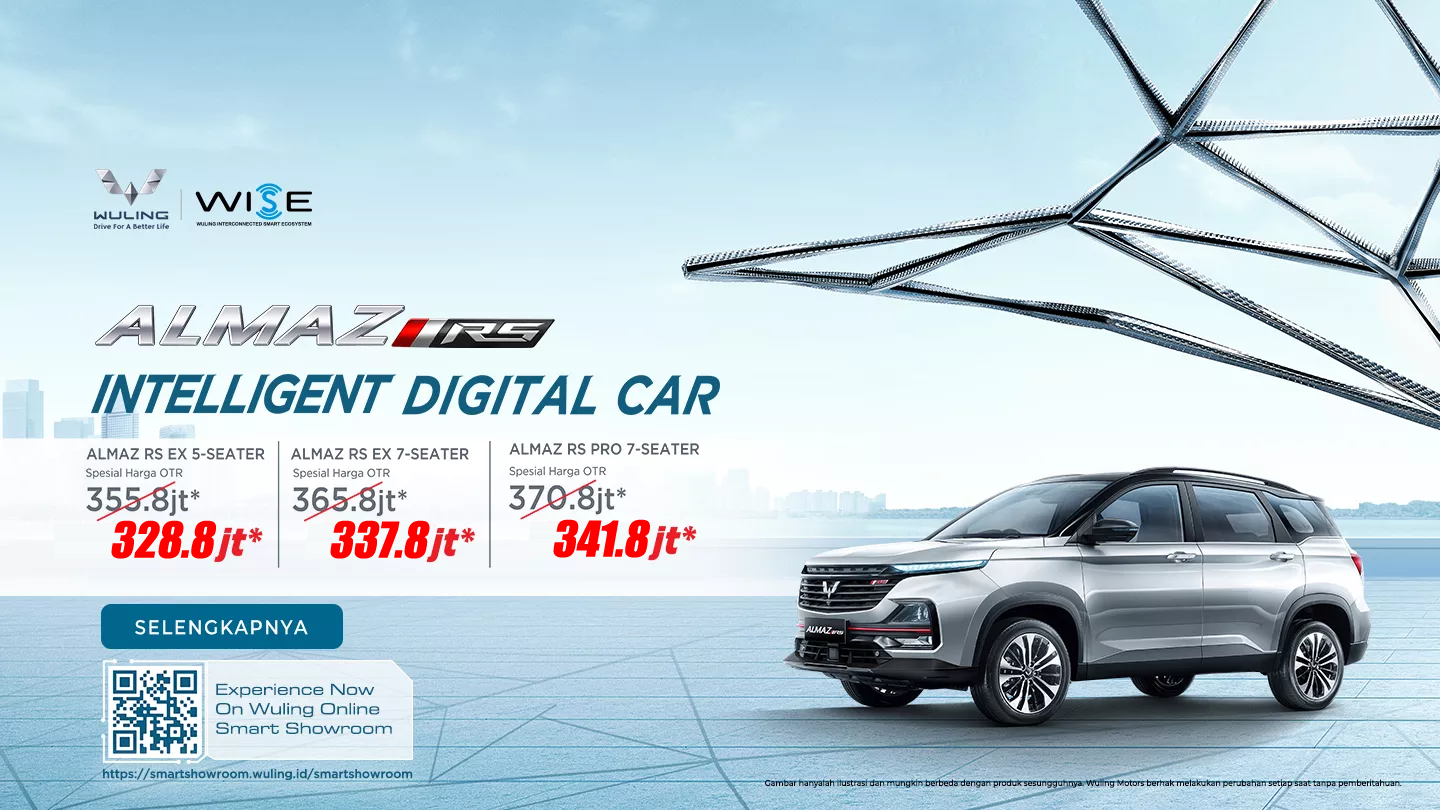 WULING
Drive For A Better Life
WISE
WULING INTERCONNECTED SMART ECOSYSTEM
ALMAZ RS
INTELLIGENT DIGITAL CAR
ALMAZ RS EX 5-SEATER
Spesial Harga OTR
355.8jt*
328.8jt*
ALMAZ RS EX 7-SEATER
Spesial Harga OTR
365.8jt*
337.8jt*
ALMAZ RS PRO 7-SEATER
Spesial Harga OTR
370.8jt*
341.8jt*
SELENGKAPNYA
Experience Now
On Wuling Online
Smart Showroom
https://smartshowroom.wuling.id/smartshowroom
ALMAZ RS
Gambar hanyalah ilustrasi dan mungkin berbeda dengan produk sesungguhnya. Wuling Motors berhak melakukan perubahan setiap saat tanpa pemberitahuan.